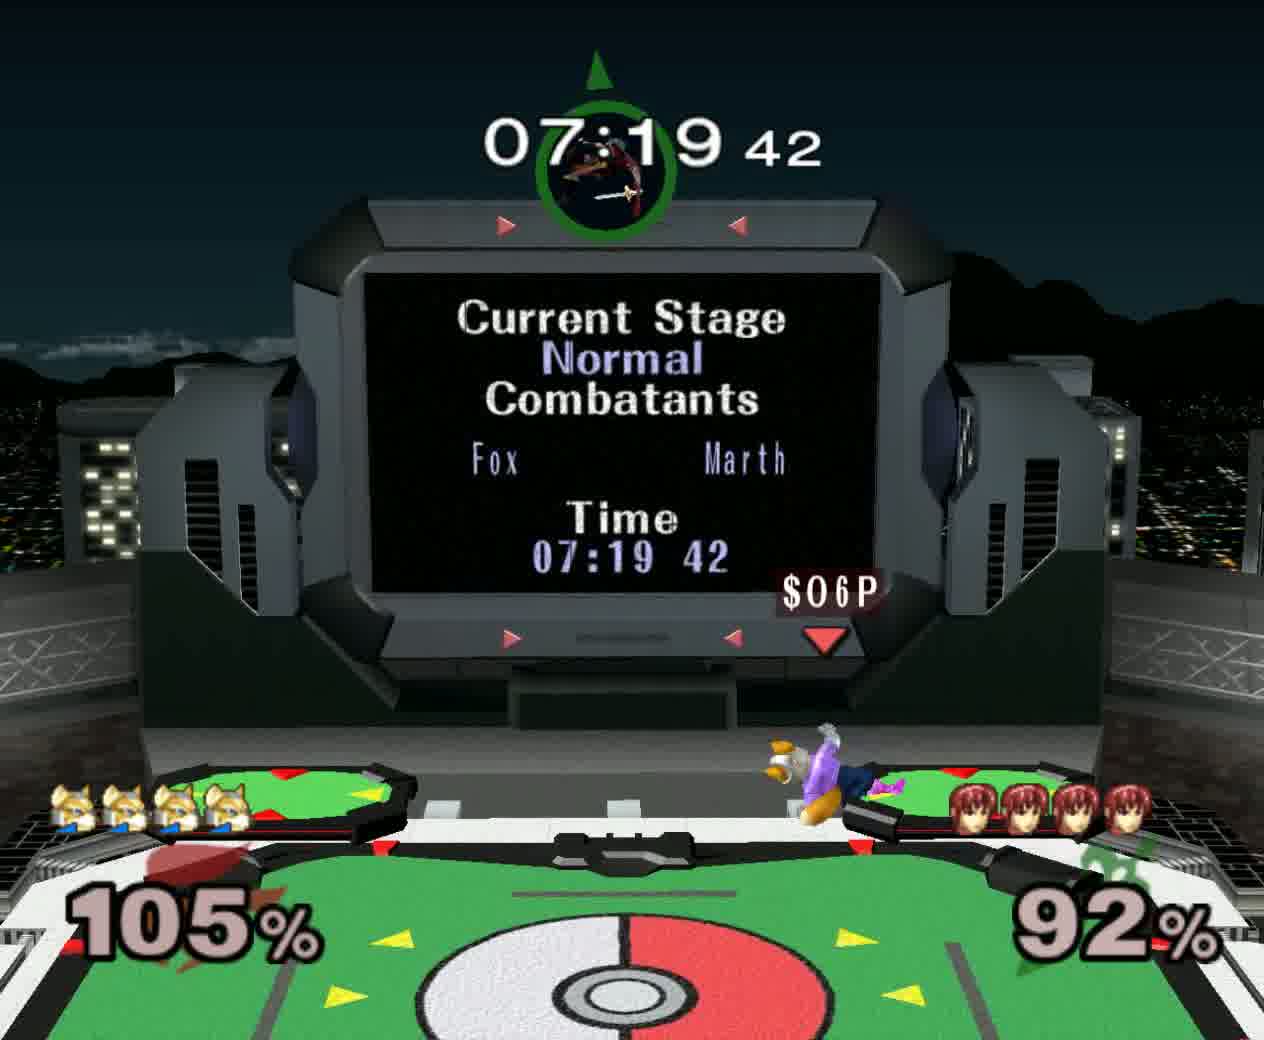 07:19 42
Current Stage
Normal
Combatants
Fox Marth
Time
07:19 42
$06P
105%
92%